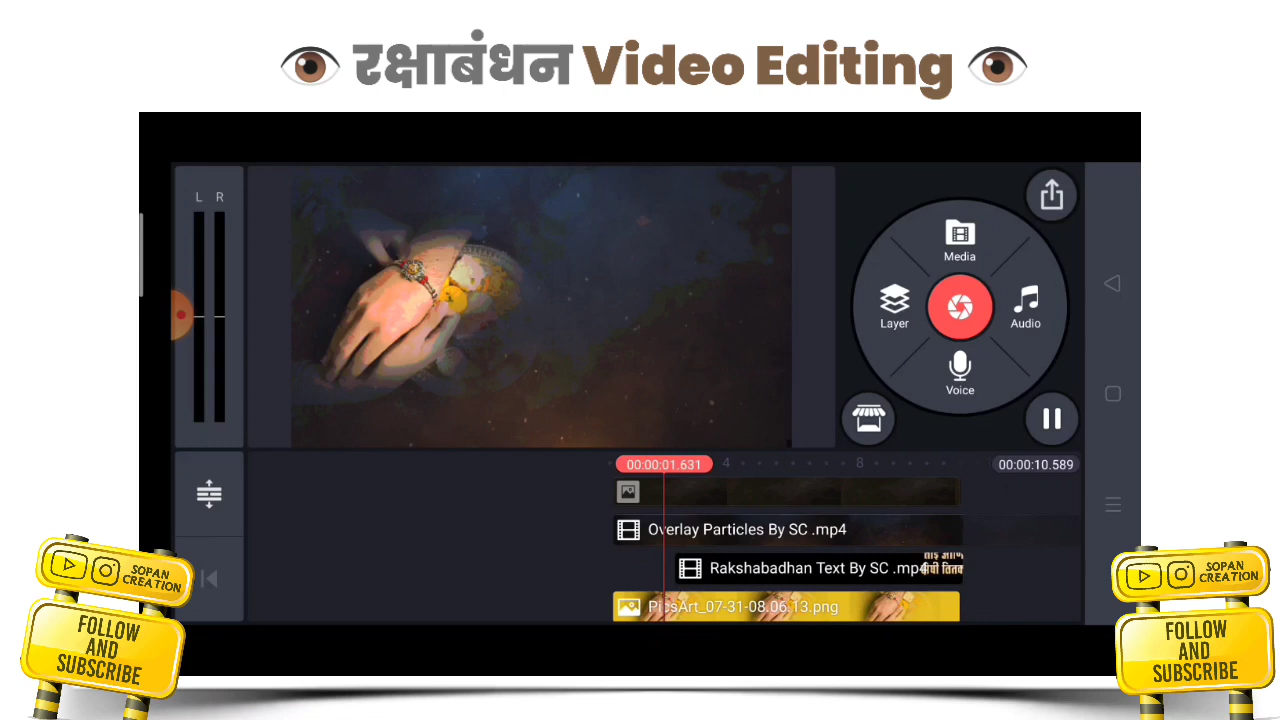 रक्षाबंधन Video Editing
L R
Media
Layer
Audio
Voice
00:00:01.631
4
8
00:00:10.589
Overlay Particles By SC .mp4
Rakshabadhan Text By SC .mp4
PicsArt_07-31-08.06.13.png
SOPAN
CREATION
FOLLOW
AND
SUBSCRIBE
SOPAN
CREATION
FOLLOW
AND
SUBSCRIBE